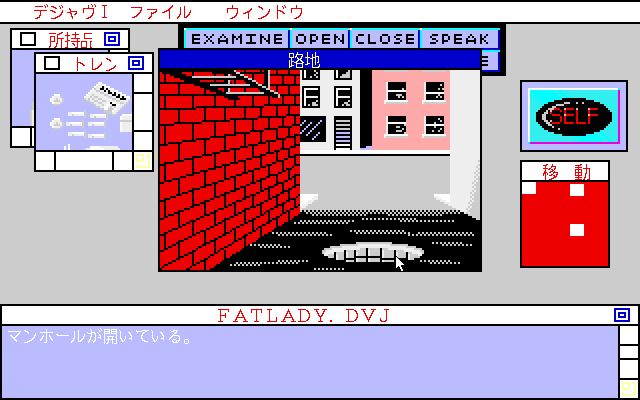 デジャヴI ファイル ウィンドウ
所持品
トレン
EXAMINE OPEN CLOSE SPEAK
E
路地
SELF
移 動
FATLADY. DVJ
マンホールが開いている。